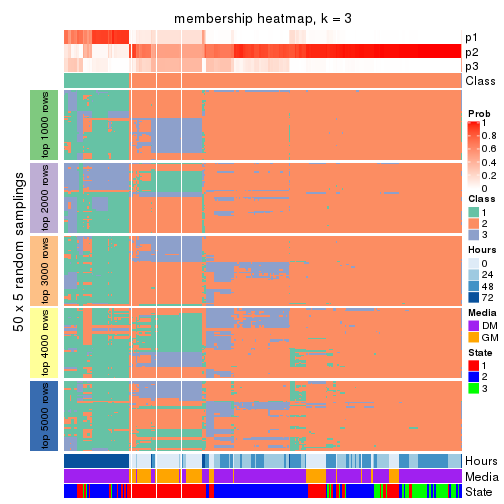 membership heatmap, k = 3
p1
p2
p3
Class
50 x 5 random samplings
top 1000 rows
top 2000 rows
top 3000 rows
top 4000 rows
top 5000 rows
Hours
Media
State
Prob
1
0.8
0.6
0.4
0.2
0
Class
1
2
3
Hours
0
24
48
72
Media
DM
GM
State
1
2
3